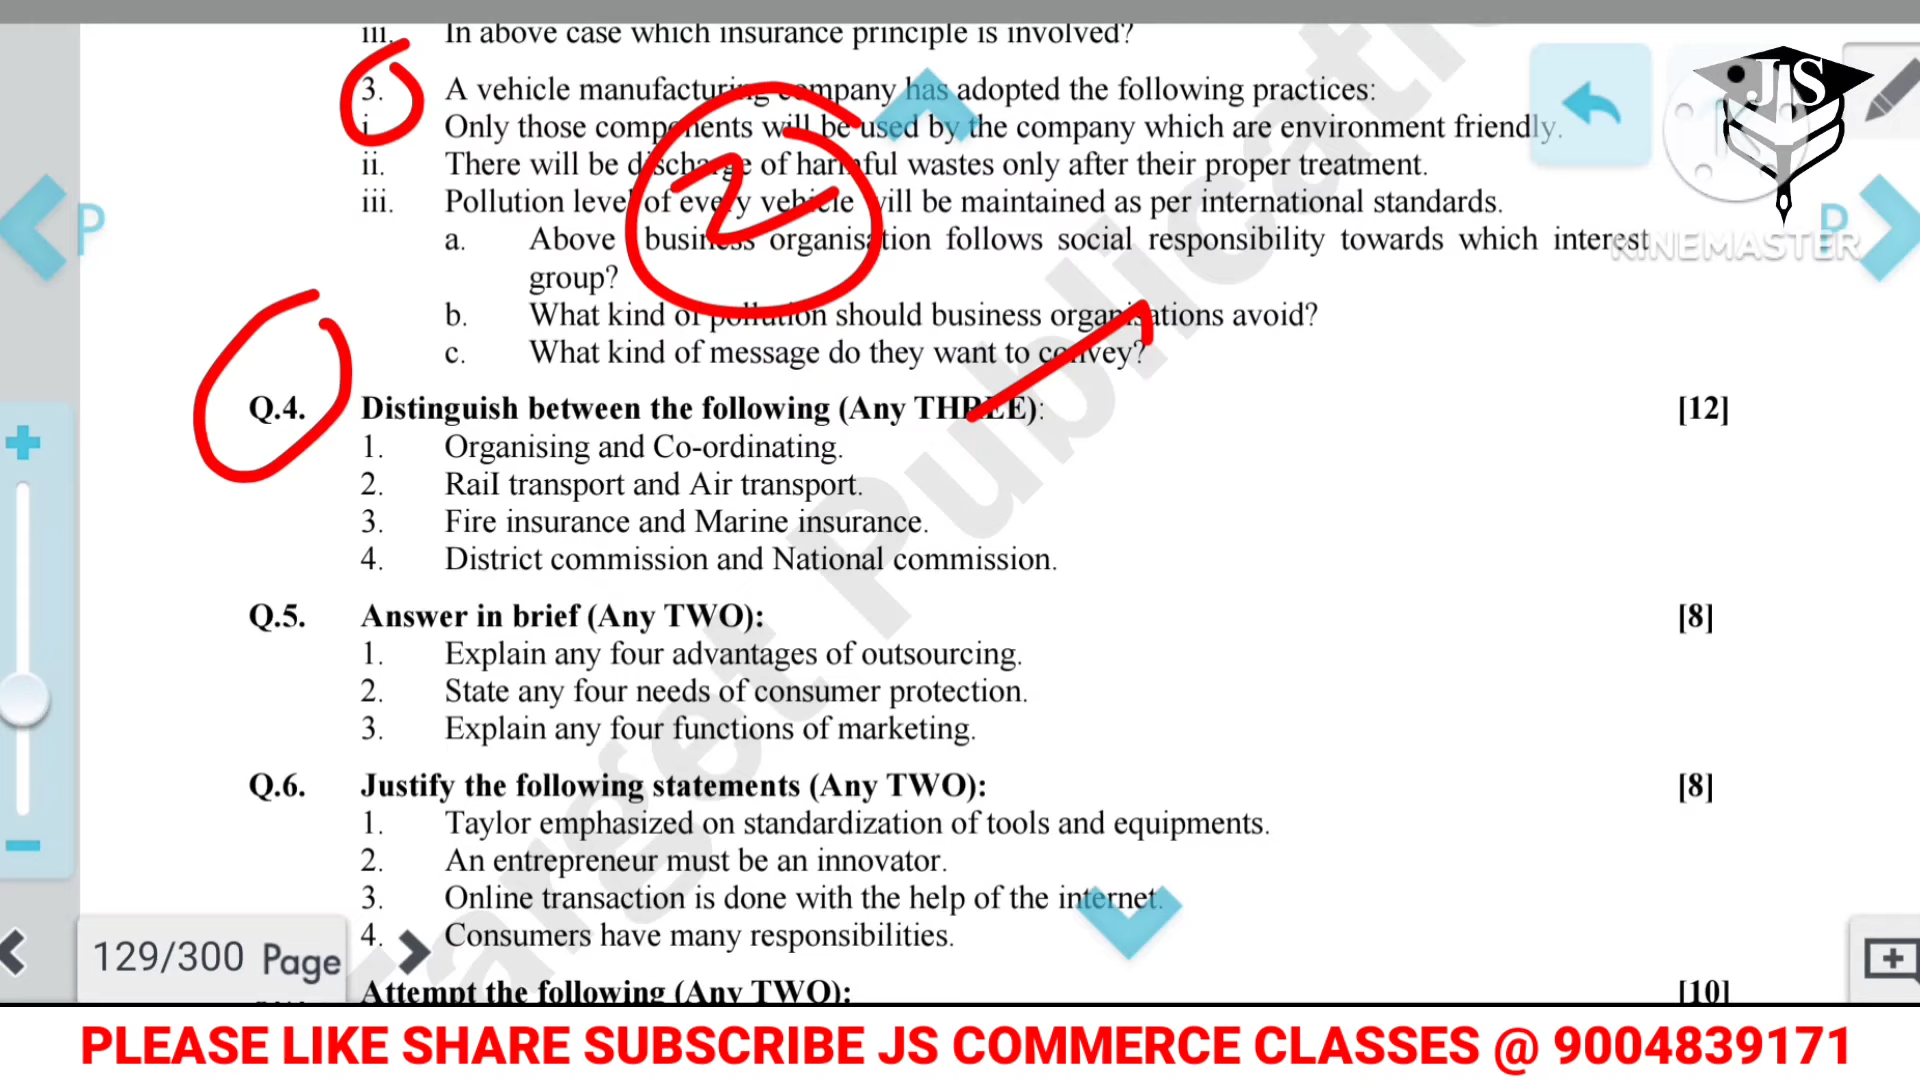 iii. In above case which insurance principle is involved?
3. A vehicle manufacturing company has adopted the following practices:
i. Only those components will be used by the company which are environment friendly.
ii. There will be discharge of harmful wastes only after their proper treatment.
iii. Pollution level of every vehicle will be maintained as per international standards.
a. Above business organisation follows social responsibility towards which interest
group?
b. What kind of pollution should business organisations avoid?
c. What kind of message do they want to convey?
Q.4. Distinguish between the following (Any THREE): [12]
1. Organising and Co-ordinating.
2. RaiI transport and Air transport.
3. Fire insurance and Marine insurance.
4. District commission and National commission.
Q.5. Answer in brief (Any TWO): [8]
1. Explain any four advantages of outsourcing.
2. State any four needs of consumer protection.
3. Explain any four functions of marketing.
Q.6. Justify the following statements (Any TWO): [8]
1. Taylor emphasized on standardization of tools and equipments.
2. An entrepreneur must be an innovator.
3. Online transaction is done with the help of the internet.
4. Consumers have many responsibilities.
Attempt the following (Any TWO): [10]
2
P
P
JS
KINEMASTER
Target Publicati
129/300 Page
PLEASE LIKE SHARE SUBSCRIBE JS COMMERCE CLASSES @ 9004839171